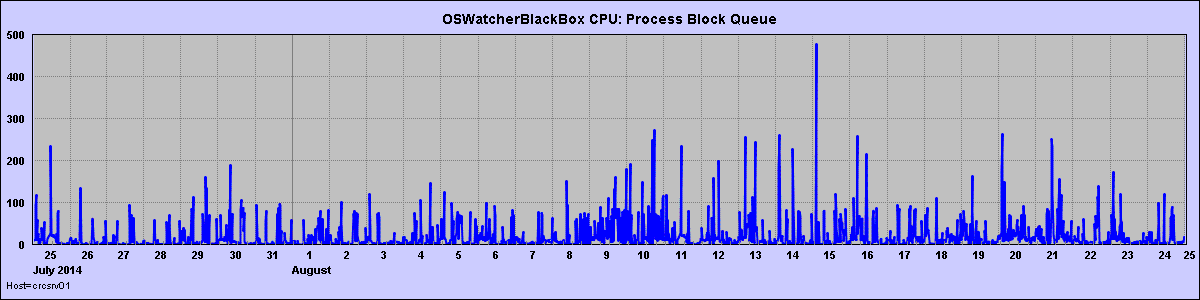 OSWatcherBlackBox CPU: Process Block Queue
500
400
300
200
100
0
25 26 27 28 29 30 31 1 2 3 4 5 6 7 8 9 10 11 12 13 14 15 16 17 18 19 20 21 22 23 24 25
July 2014 August
Host=crcsrv01